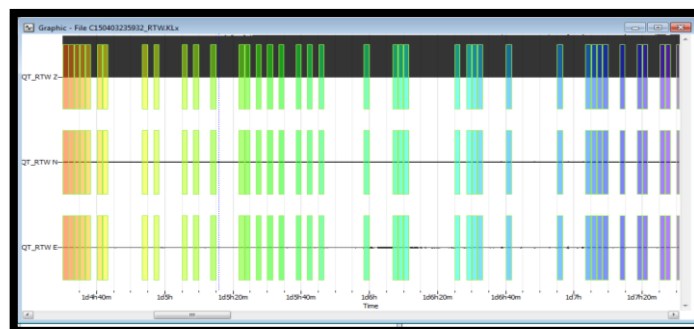 Graphic - File C150403235932_RTW.KLx
QT_RTW Z
QT_RTW N
QT_RTW E
1d4h40m 1d5h 1d5h20m 1d5h40m 1d6h 1d6h20m 1d6h40m 1d7h 1d7h20m
Time